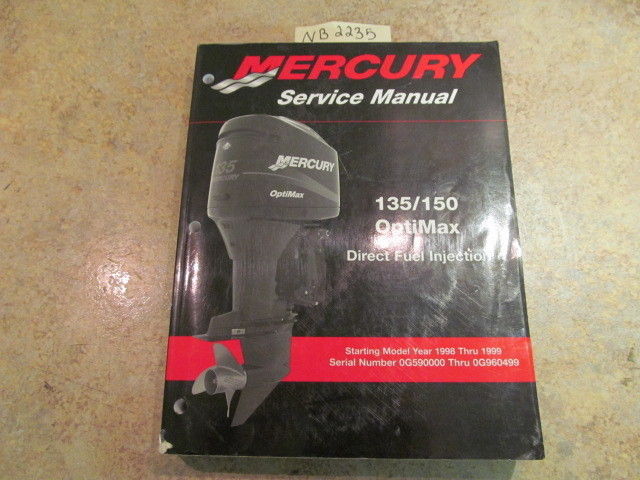 NB 2235
MERCURY
Service Manual
35
MERCURY
OptiMax
135/150
OptiMax
Direct Fuel Injection
Starting Model Year 1998 Thru 1999
Serial Number 0G590000 Thru 0G960499